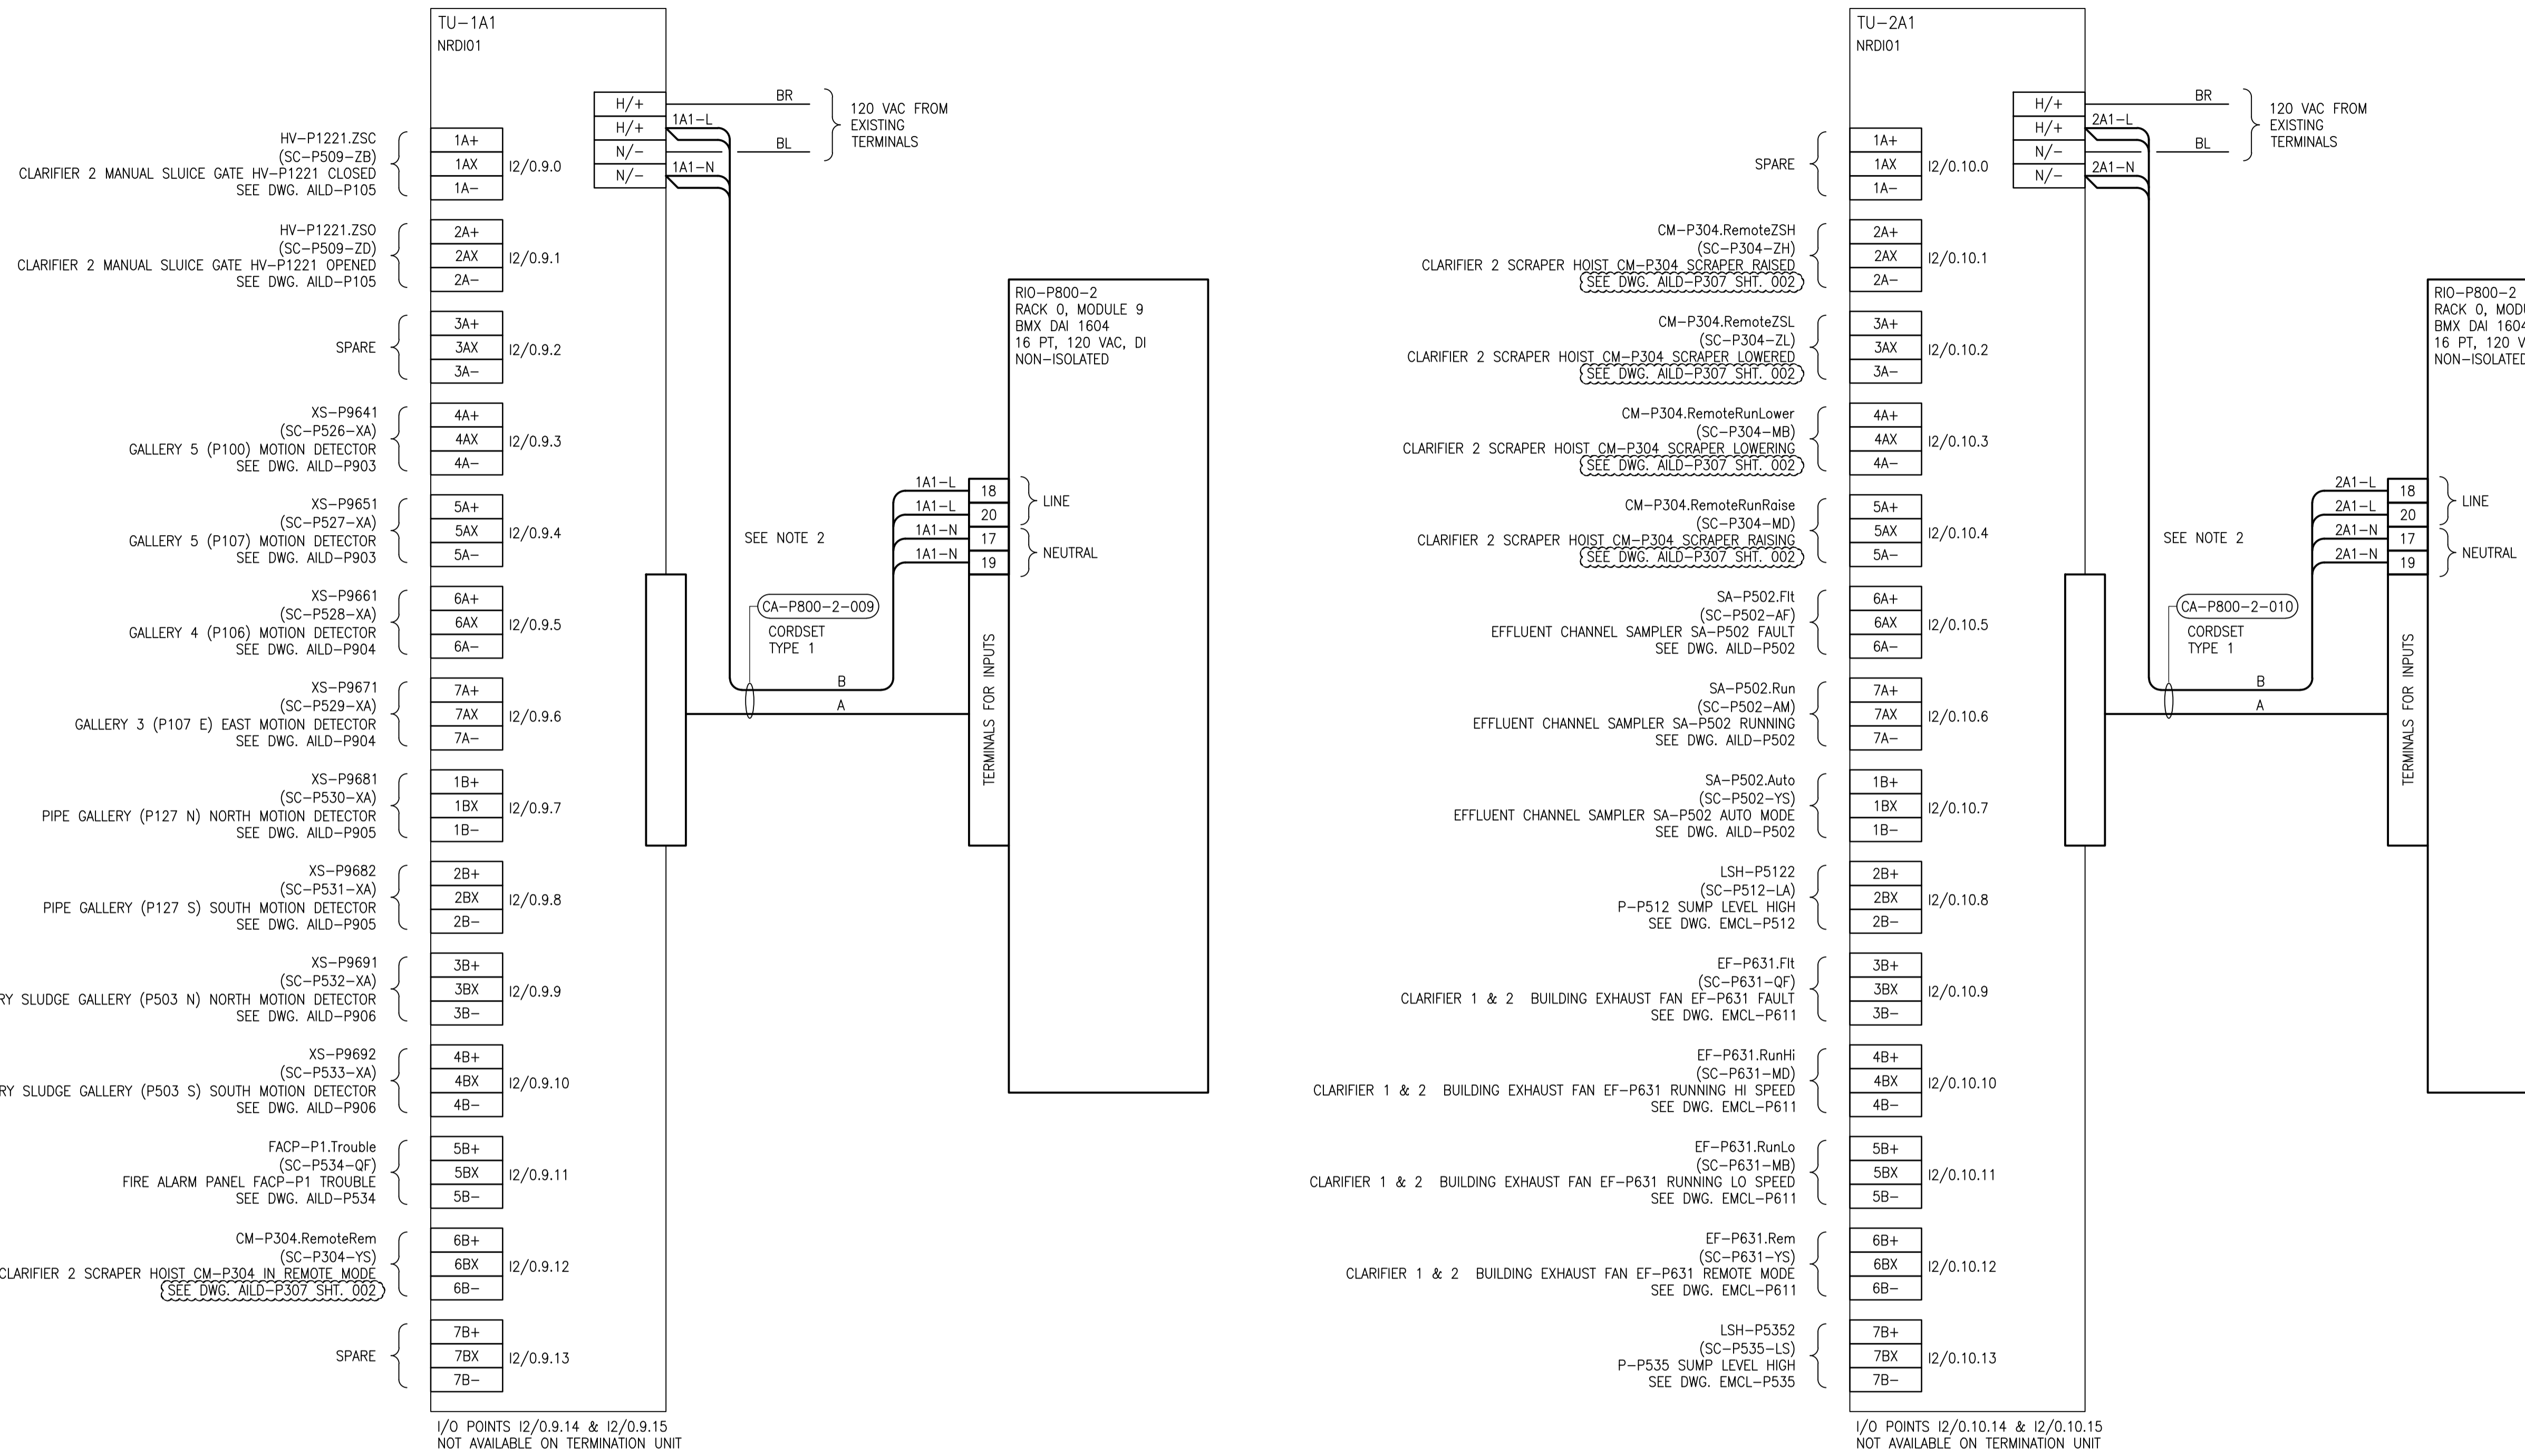 TU-1A1
NRDI01
H/+
H/+
N/-
N/-
BR
1A1-L
BL
1A1-N
120 VAC FROM
EXISTING
TERMINALS
HV-P1221.ZSC
(SC-P509-ZB)
CLARIFIER 2 MANUAL SLUICE GATE HV-P1221 CLOSED
SEE DWG. AILD-P105
1A+
1AX
1A-
I2/0.9.0
HV-P1221.ZSO
(SC-P509-ZD)
CLARIFIER 2 MANUAL SLUICE GATE HV-P1221 OPENED
SEE DWG. AILD-P105
2A+
2AX
2A-
I2/0.9.1
SPARE
3A+
3AX
3A-
I2/0.9.2
XS-P9641
(SC-P526-XA)
GALLERY 5 (P100) MOTION DETECTOR
SEE DWG. AILD-P903
4A+
4AX
4A-
I2/0.9.3
XS-P9651
(SC-P527-XA)
GALLERY 5 (P107) MOTION DETECTOR
SEE DWG. AILD-P903
5A+
5AX
5A-
I2/0.9.4
XS-P9661
(SC-P528-XA)
GALLERY 4 (P106) MOTION DETECTOR
SEE DWG. AILD-P904
6A+
6AX
6A-
I2/0.9.5
XS-P9671
(SC-P529-XA)
GALLERY 3 (P107 E) EAST MOTION DETECTOR
SEE DWG. AILD-P904
7A+
7AX
7A-
I2/0.9.6
XS-P9681
(SC-P530-XA)
PIPE GALLERY (P127 N) NORTH MOTION DETECTOR
SEE DWG. AILD-P905
1B+
1BX
1B-
I2/0.9.7
XS-P9682
(SC-P531-XA)
PIPE GALLERY (P127 S) SOUTH MOTION DETECTOR
SEE DWG. AILD-P905
2B+
2BX
2B-
I2/0.9.8
XS-P9691
(SC-P532-XA)
RY SLUDGE GALLERY (P503 N) NORTH MOTION DETECTOR
SEE DWG. AILD-P906
3B+
3BX
3B-
I2/0.9.9
XS-P9692
(SC-P533-XA)
RY SLUDGE GALLERY (P503 S) SOUTH MOTION DETECTOR
SEE DWG. AILD-P906
4B+
4BX
4B-
I2/0.9.10
FACP-P1.Trouble
(SC-P534-QF)
FIRE ALARM PANEL FACP-P1 TROUBLE
SEE DWG. AILD-P534
5B+
5BX
5B-
I2/0.9.11
CM-P304.RemoteRem
(SC-P304-YS)
CLARIFIER 2 SCRAPER HOIST CM-P304 IN REMOTE MODE
SEE DWG. AILD-P307 SHT. 002
6B+
6BX
6B-
I2/0.9.12
SPARE
7B+
7BX
7B-
I2/0.9.13
I/O POINTS I2/0.9.14 & I2/0.9.15
NOT AVAILABLE ON TERMINATION UNIT
RIO-P800-2
RACK 0, MODULE 9
BMX DAI 1604
16 PT, 120 VAC, DI
NON-ISOLATED
1A1-L
1A1-L
1A1-N
1A1-N
18
20
17
19
LINE
NEUTRAL
SEE NOTE 2
CA-P800-2-009
CORDSET
TYPE 1
B
A
TERMINALS FOR INPUTS
TU-2A1
NRDI01
H/+
H/+
N/-
N/-
BR
2A1-L
BL
2A1-N
120 VAC FROM
EXISTING
TERMINALS
SPARE
1A+
1AX
1A-
I2/0.10.0
CM-P304.RemoteZSH
(SC-P304-ZH)
CLARIFIER 2 SCRAPER HOIST CM-P304 SCRAPER RAISED
SEE DWG. AILD-P307 SHT. 002
2A+
2AX
2A-
I2/0.10.1
CM-P304.RemoteZSL
(SC-P304-ZL)
CLARIFIER 2 SCRAPER HOIST CM-P304 SCRAPER LOWERED
SEE DWG. AILD-P307 SHT. 002
3A+
3AX
3A-
I2/0.10.2
CM-P304.RemoteRunLower
(SC-P304-MB)
CLARIFIER 2 SCRAPER HOIST CM-P304 SCRAPER LOWERING
SEE DWG. AILD-P307 SHT. 002
4A+
4AX
4A-
I2/0.10.3
CM-P304.RemoteRunRaise
(SC-P304-MD)
CLARIFIER 2 SCRAPER HOIST CM-P304 SCRAPER RAISING
SEE DWG. AILD-P307 SHT. 002
5A+
5AX
5A-
I2/0.10.4
SA-P502.Flt
(SC-P502-AF)
EFFLUENT CHANNEL SAMPLER SA-P502 FAULT
SEE DWG. AILD-P502
6A+
6AX
6A-
I2/0.10.5
SA-P502.Run
(SC-P502-AM)
EFFLUENT CHANNEL SAMPLER SA-P502 RUNNING
SEE DWG. AILD-P502
7A+
7AX
7A-
I2/0.10.6
SA-P502.Auto
(SC-P502-YS)
EFFLUENT CHANNEL SAMPLER SA-P502 AUTO MODE
SEE DWG. AILD-P502
1B+
1BX
1B-
I2/0.10.7
LSH-P5122
(SC-P512-LA)
P-P512 SUMP LEVEL HIGH
SEE DWG. EMCL-P512
2B+
2BX
2B-
I2/0.10.8
EF-P631.Flt
(SC-P631-QF)
CLARIFIER 1 & 2 BUILDING EXHAUST FAN EF-P631 FAULT
SEE DWG. EMCL-P611
3B+
3BX
3B-
I2/0.10.9
EF-P631.RunHi
(SC-P631-MD)
CLARIFIER 1 & 2 BUILDING EXHAUST FAN EF-P631 RUNNING HI SPEED
SEE DWG. EMCL-P611
4B+
4BX
4B-
I2/0.10.10
EF-P631.RunLo
(SC-P631-MB)
CLARIFIER 1 & 2 BUILDING EXHAUST FAN EF-P631 RUNNING LO SPEED
SEE DWG. EMCL-P611
5B+
5BX
5B-
I2/0.10.11
EF-P631.Rem
(SC-P631-YS)
CLARIFIER 1 & 2 BUILDING EXHAUST FAN EF-P631 REMOTE MODE
SEE DWG. EMCL-P611
6B+
6BX
6B-
I2/0.10.12
LSH-P5352
(SC-P535-LS)
P-P535 SUMP LEVEL HIGH
SEE DWG. EMCL-P535
7B+
7BX
7B-
I2/0.10.13
I/O POINTS I2/0.10.14 & I2/0.10.15
NOT AVAILABLE ON TERMINATION UNIT
RIO-P800-2
RACK 0, MODU
BMX DAI 1604
16 PT, 120 V
NON-ISOLATED
2A1-L
2A1-L
2A1-N
2A1-N
18
20
17
19
LINE
NEUTRAL
SEE NOTE 2
CA-P800-2-010
CORDSET
TYPE 1
B
A
TERMINALS FOR INPUTS